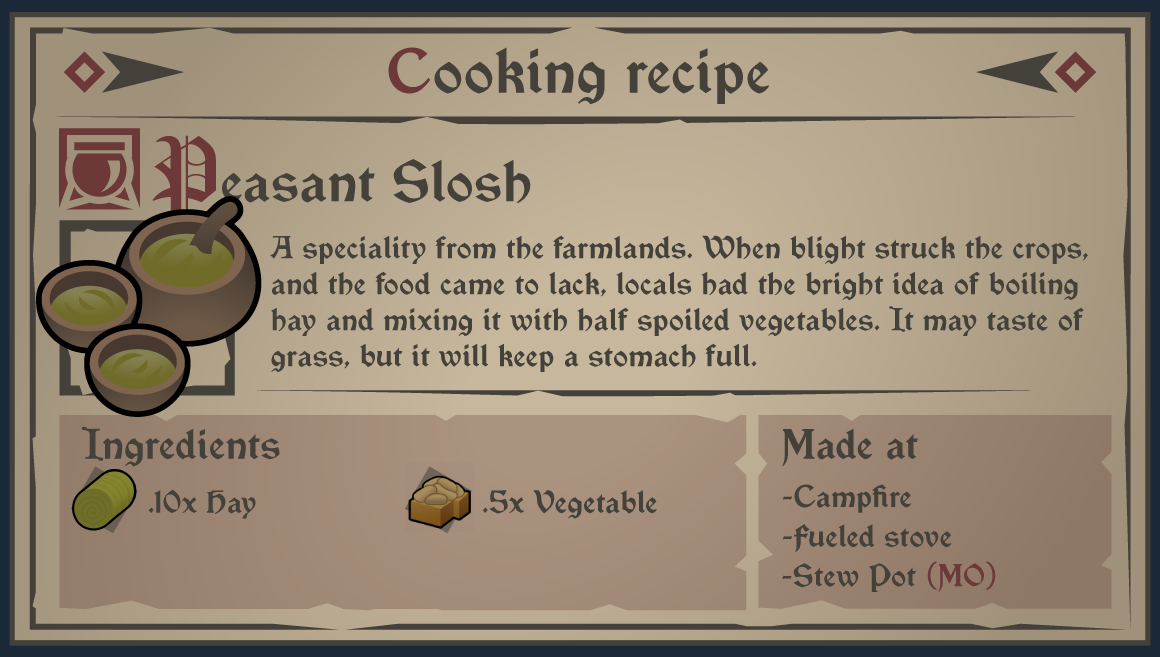 Cooking recipe
Peasant Slosh
A speciality from the farmlands. When blight struck the crops,
and the food came to lack, locals had the bright idea of boiling
hay and mixing it with half spoiled vegetables. It may taste of
grass, but it will keep a stomach full.
Ingredients
.10x Hay
.5x Vegetable
Made at
-Campfire
-Fueled stove
-Stew Pot (MO)